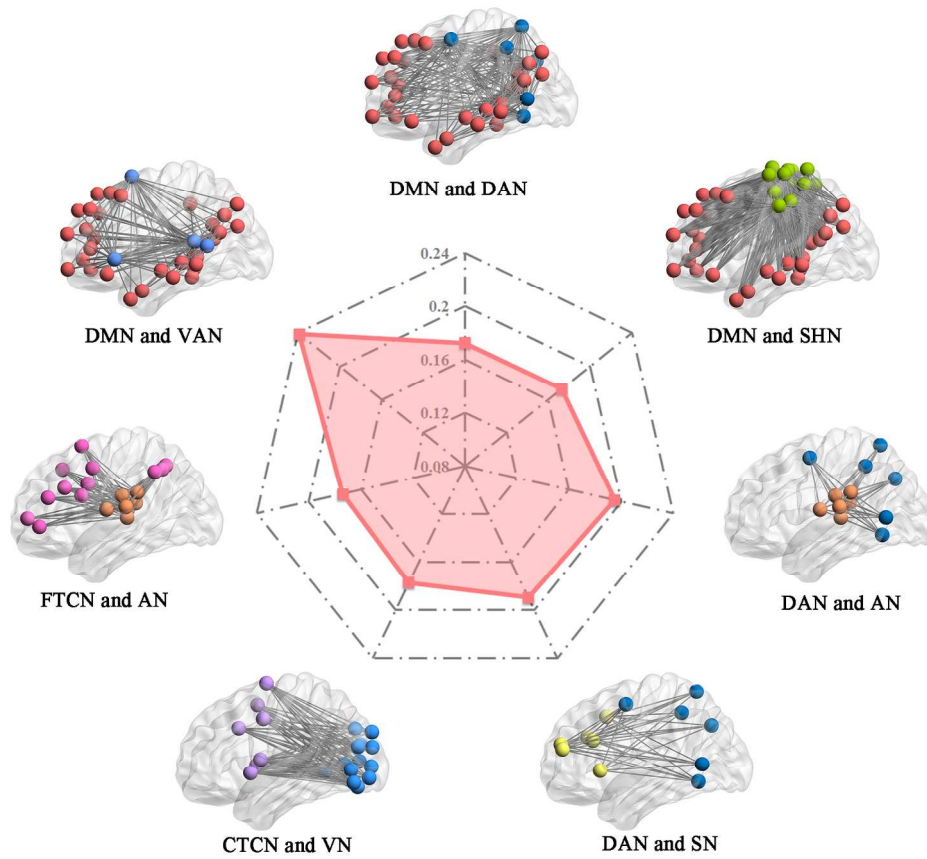 DMN and DAN
DMN and VAN
DMN and SHN
0.24
0.2
0.16
0.12
0.08
FTCN and AN
DAN and AN
CTCN and VN
DAN and SN